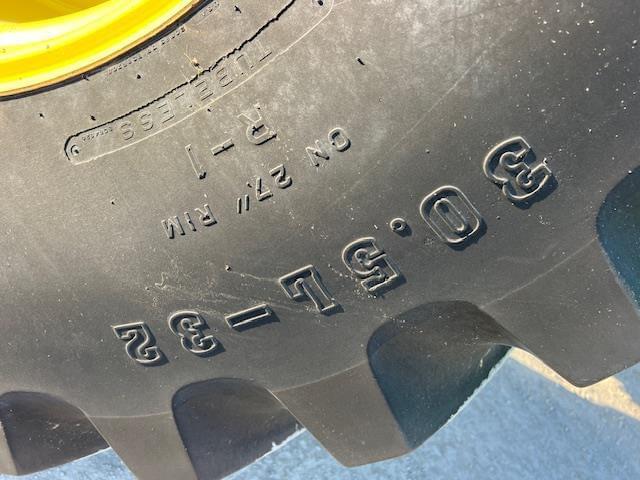 TUBELESS
R-1
ON 27" RIM
30.5L-32